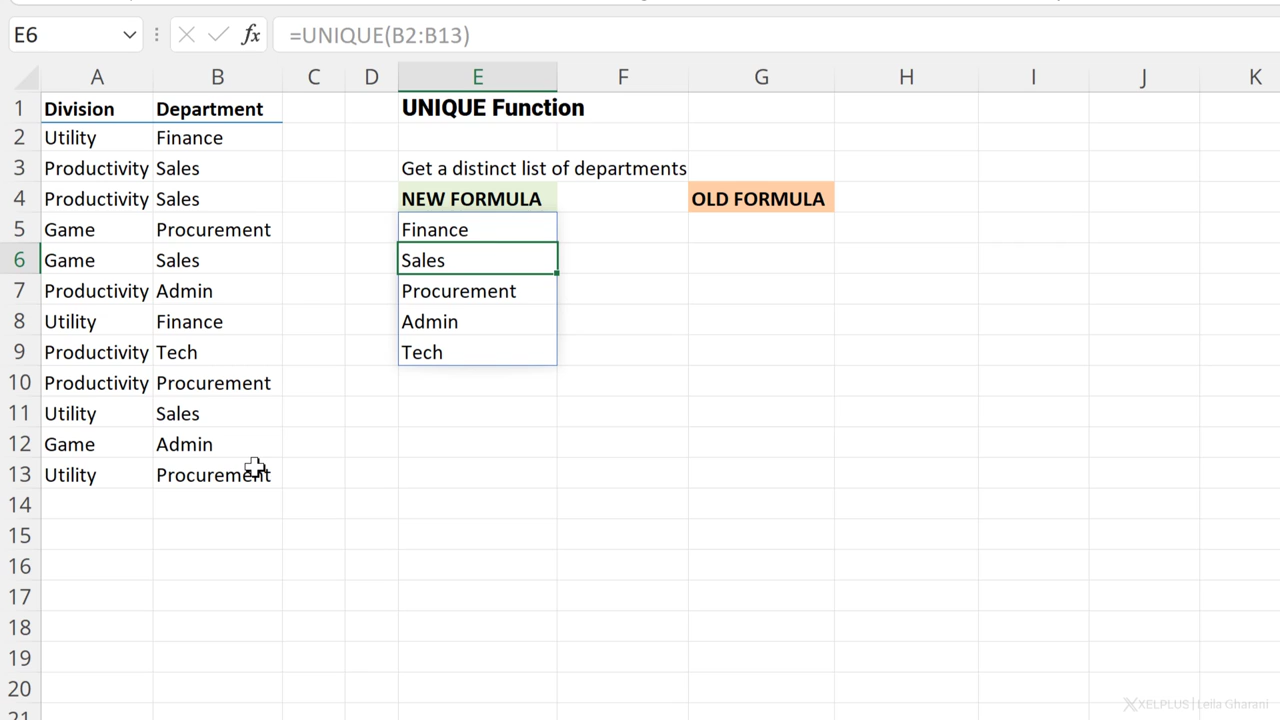 E6 fx =UNIQUE(B2:B13)
A B C D E F G H I J K
1 Division Department UNIQUE Function
2 Utility Finance
3 Productivity Sales Get a distinct list of departments
4 Productivity Sales NEW FORMULA OLD FORMULA
5 Game Procurement Finance
6 Game Sales Sales
7 Productivity Admin Procurement
8 Utility Finance Admin
9 Productivity Tech Tech
10 Productivity Procurement
11 Utility Sales
12 Game Admin
13 Utility Procurement
14
15
16
17
18
19
20
21
XELPLUS | Leila Gharani